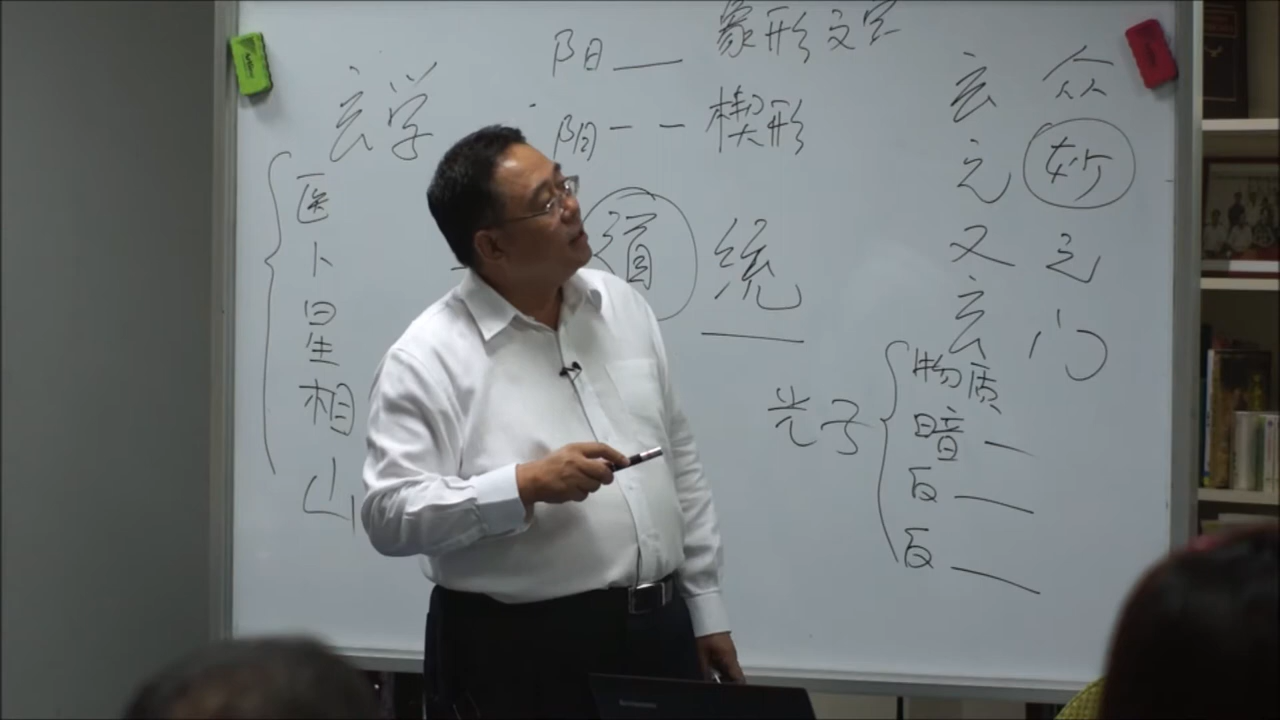 玄学
医
卜
星
相
山
阳 — 象形文字
阴 - - 楔形
道统
玄元又玄
众妙之门
光子
物质
暗—
反—
反—